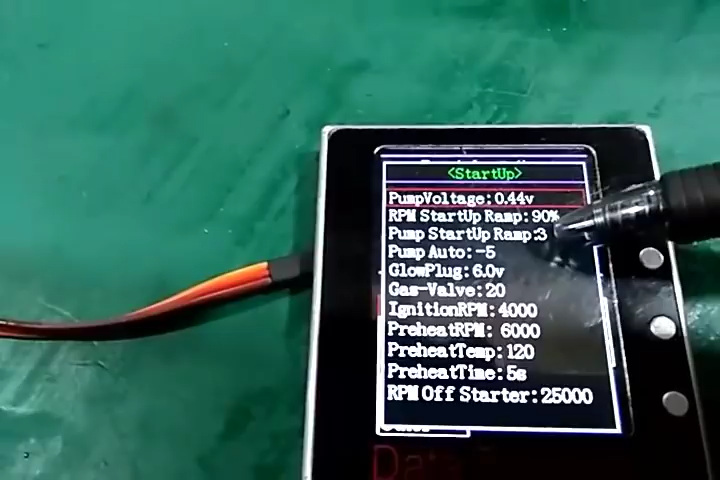 <StartUp>
PumpVoltage:0.44v
RPM StartUp Ramp:90%
Pump StartUp Ramp:3
Pump Auto:-5
GlowPlug:6.0v
Gas-Valve:20
IgnitionRPM:4000
PreheatRPM: 6000
PreheatTemp:120
PreheatTime:5s
RPM Off Starter:25000